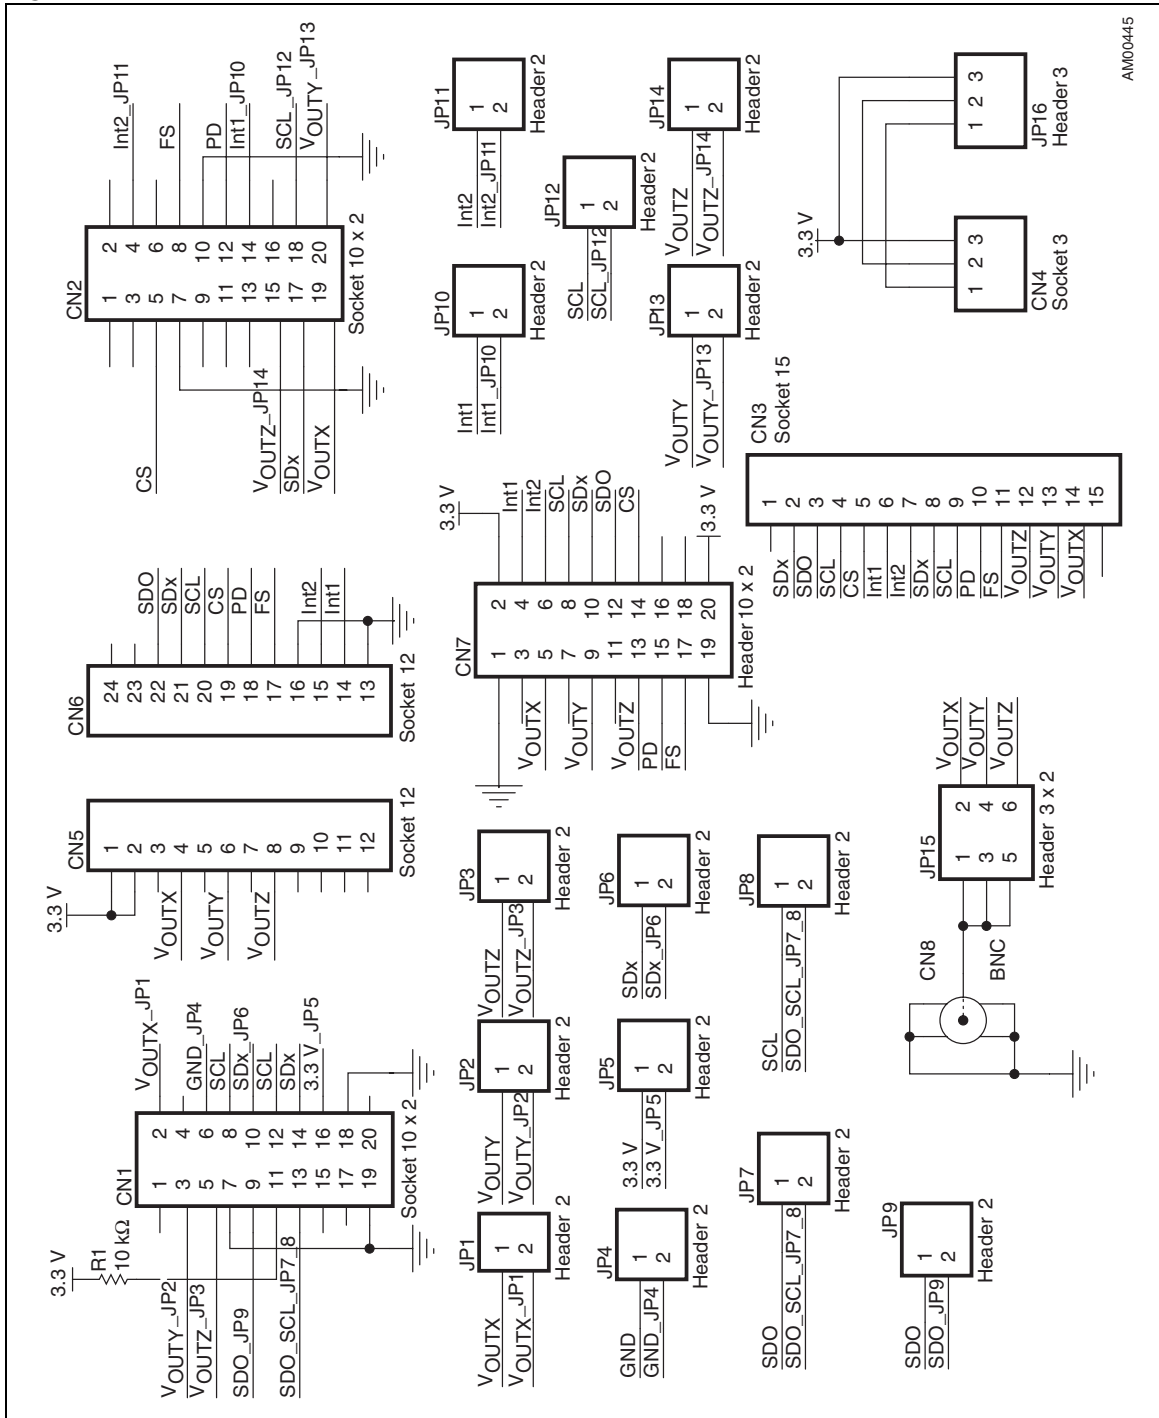 3.3 V
R1
10 kΩ
VOUTY_JP2
VOUTZ_JP3
SDO_JP9
SDO_SCL_JP7_8
CN1
1 2
3 4
5 6
7 8
9 10
11 12
13 14
15 16
17 18
19 20
Socket 10 x 2
VOUTX_JP1
GND_JP4
SCL
SDx_JP6
SCL
SDx
3.3 V_JP5
3.3 V
CN5
1
2
3
4
5
6
7
8
9
10
11
12
Socket 12
VOUTX
VOUTY
VOUTZ
CN6
24
23
22
21
20
19
18
17
16
15
14
13
Socket 12
SDO
SDx
SCL
CS
PD
FS
Int2
Int1
CN2
1 2
3 4
5 6
7 8
9 10
11 12
13 14
15 16
17 18
19 20
Socket 10 x 2
CS
VOUTZ_JP14
SDx
VOUTX
Int2_JP11
FS
PD
Int1_JP10
SCL_JP12
VOUTY_JP13
JP1
1
2
Header 2
VOUTX
VOUTX_JP1
JP2
1
2
Header 2
VOUTY
VOUTY_JP2
JP3
1
2
Header 2
VOUTZ
VOUTZ_JP3
JP4
1
2
Header 2
GND
GND_JP4
JP5
1
2
Header 2
3.3 V
3.3 V_JP5
JP6
1
2
Header 2
SDx
SDx_JP6
JP7
1
2
Header 2
SDO
SDO_SCL_JP7_8
JP8
1
2
Header 2
SCL
SDO_SCL_JP7_8
JP9
1
2
Header 2
SDO
SDO_JP9
CN7
1 2
3 4
5 6
7 8
9 10
11 12
13 14
15 16
17 18
19 20
Header 10 x 2
VOUTX
VOUTY
VOUTZ
PD
FS
3.3 V
Int1
Int2
SCL
SDx
SDO
CS
3.3 V
JP10
1
2
Header 2
Int1
Int1_JP10
JP11
1
2
Header 2
Int2
Int2_JP11
JP12
1
2
Header 2
SCL
SCL_JP12
JP13
1
2
Header 2
VOUTY
VOUTY_JP13
JP14
1
2
Header 2
VOUTZ
VOUTZ_JP14
CN8
BNC
JP15
1 2
3 4
5 6
Header 3 x 2
VOUTX
VOUTY
VOUTZ
CN3
Socket 15
1
2
3
4
5
6
7
8
9
10
11
12
13
14
15
SDx
SDO
SCL
CS
Int1
Int2
SDx
SCL
PD
FS
VOUTZ
VOUTY
VOUTX
3.3 V
1 2 3
CN4
Socket 3
1 2 3
JP16
Header 3
AM00445